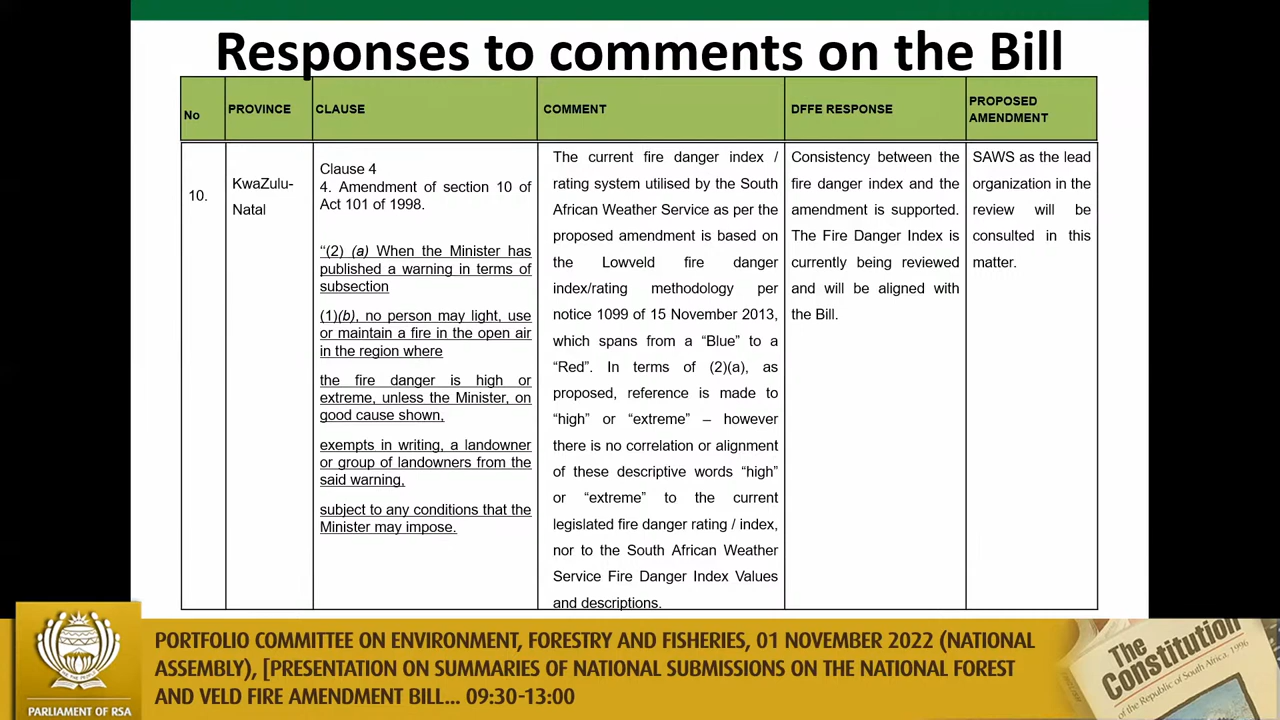 Responses to comments on the Bill
No
PROVINCE
CLAUSE
COMMENT
DFFE RESPONSE
PROPOSED
AMENDMENT
10.
KwaZulu-
Natal
Clause 4
4. Amendment of section 10 of
Act 101 of 1998.
“(2) (a) When the Minister has
published a warning in terms of
subsection
(1)(b), no person may light, use
or maintain a fire in the open air
in the region where
the fire danger is high or
extreme, unless the Minister, on
good cause shown,
exempts in writing, a landowner
or group of landowners from the
said warning,
subject to any conditions that the
Minister may impose.
The current fire danger index /
rating system utilised by the South
African Weather Service as per the
proposed amendment is based on
the Lowveld fire danger
index/rating methodology per
notice 1099 of 15 November 2013,
which spans from a “Blue” to a
“Red”. In terms of (2)(a), as
proposed, reference is made to
“high” or “extreme” – however
there is no correlation or alignment
of these descriptive words “high”
or “extreme” to the current
legislated fire danger rating / index,
nor to the South African Weather
Service Fire Danger Index Values
and descriptions.
Consistency between the
fire danger index and the
amendment is supported.
The Fire Danger Index is
currently being reviewed
and will be aligned with
the Bill.
SAWS as the lead
organization in the
review will be
consulted in this
matter.
PORTFOLIO COMMITTEE ON ENVIRONMENT, FORESTRY AND FISHERIES, 01 NOVEMBER 2022 (NATIONAL
ASSEMBLY), [PRESENTATION ON SUMMARIES OF NATIONAL SUBMISSIONS ON THE NATIONAL FOREST
AND VELD FIRE AMENDMENT BILL... 09:30-13:00
PARLIAMENT OF RSA
The
Constitution
of the Republic of South Africa, 1996